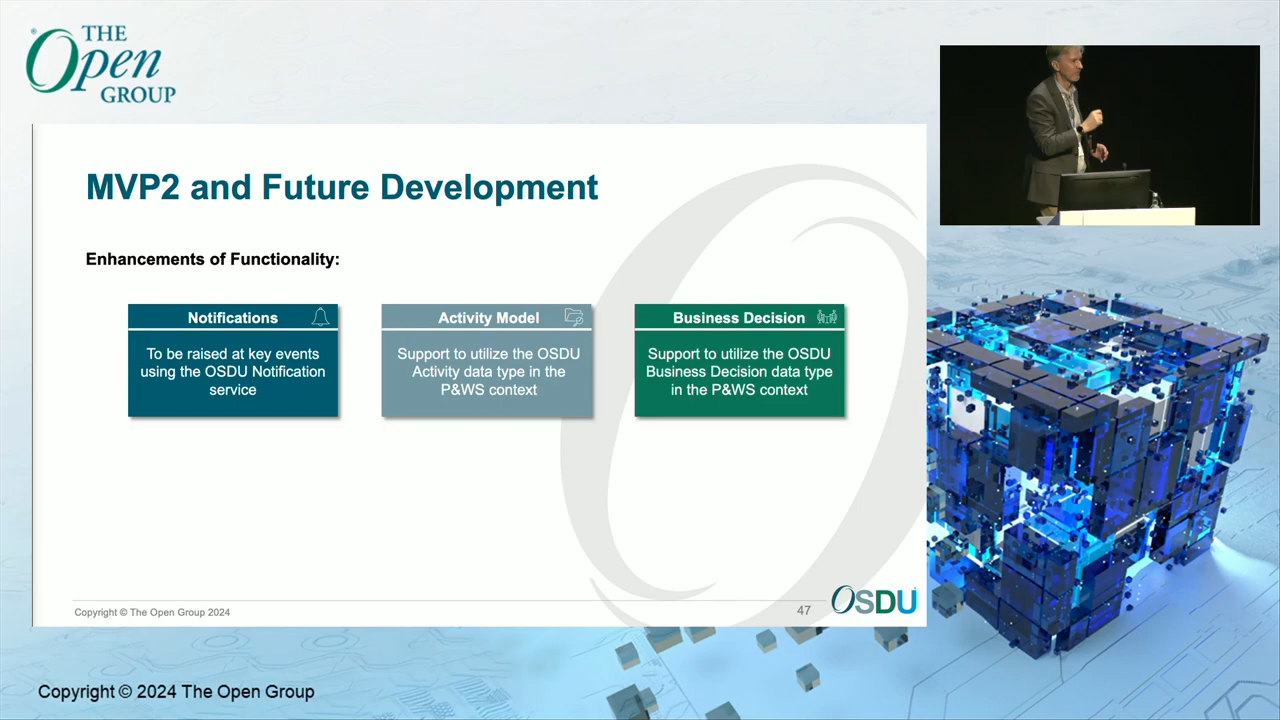 THE
Open
GROUP
MVP2 and Future Development
Enhancements of Functionality:
Notifications
To be raised at key events
using the OSDU Notification
service
Activity Model
Support to utilize the OSDU
Activity data type in the
P&WS context
Business Decision
Support to utilize the OSDU
Business Decision data type
in the P&WS context
Copyright © The Open Group 2024
47
OSDU
Copyright © 2024 The Open Group